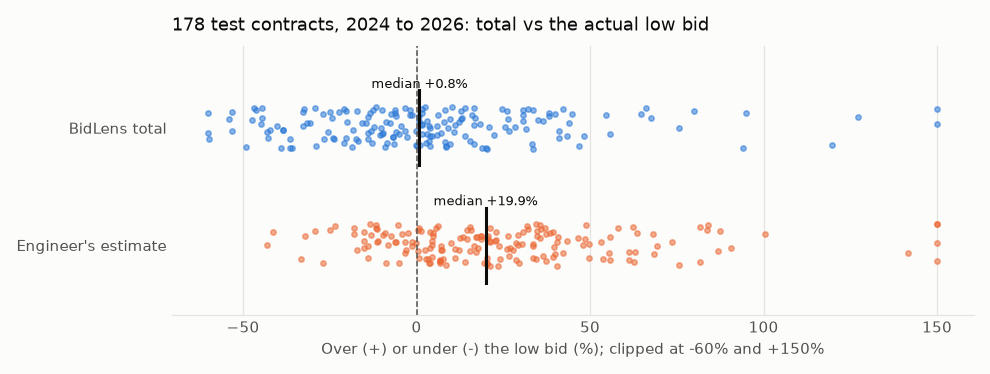 178 test contracts, 2024 to 2026: total vs the actual low bid
median +0.8%
BidLens total
median +19.9%
Engineer's estimate
−50 0 50 100 150
Over (+) or under (-) the low bid (%); clipped at -60% and +150%